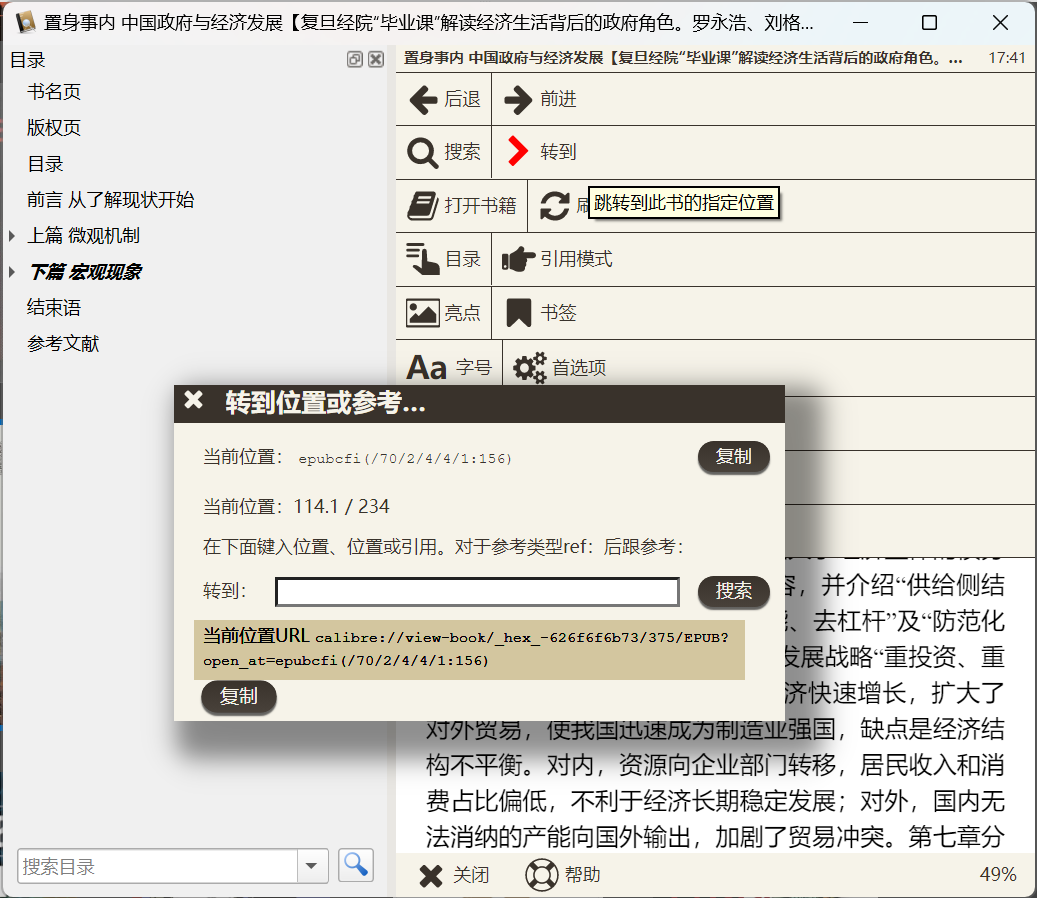 置身事内 中国政府与经济发展【复旦经院“毕业课”解读经济生活背后的政府角色。罗永浩、刘格...
目录
书名页
版权页
目录
前言 从了解现状开始
上篇 微观机制
下篇 宏观现象
结束语
参考文献
搜索目录
置身事内 中国政府与经济发展【复旦经院“毕业课”解读经济生活背后的政府角色。...
17:41
后退
前进
搜索
转到
打开书籍
跳转到此书的指定位置
目录
引用模式
亮点
书签
Aa 字号
首选项
转到位置或参考...
当前位置： epubcfi(/70/2/4/4/1:156)
复制
当前位置：114.1 / 234
在下面键入位置、位置或引用。对于参考类型ref：后跟参考：
转到：
搜索
当前位置URL calibre://view-book/_hex_-626f6f6b73/375/EPUB?
open_at=epubcfi(/70/2/4/4/1:156)
复制
，并介绍“供给侧结
、去杠杆”及“防范化
发展战略“重投资、重
济快速增长，扩大了
对外贸易，使我国迅速成为制造业强国，缺点是经济结
构不平衡。对内，资源向企业部门转移，居民收入和消
费占比偏低，不利于经济长期稳定发展；对外，国内无
法消纳的产能向国外输出，加剧了贸易冲突。第七章分
关闭
帮助
49%